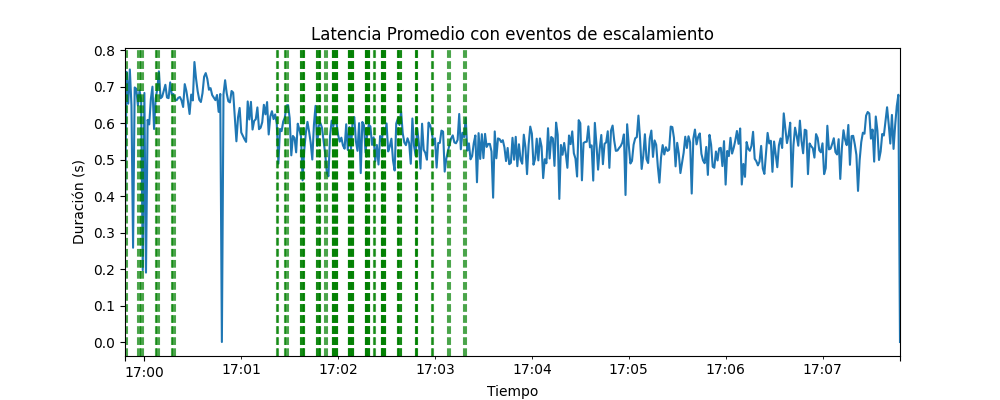 Latencia Promedio con eventos de escalamiento
Duración (s)
0.8
0.7
0.6
0.5
0.4
0.3
0.2
0.1
0.0
17:00 17:01 17:02 17:03 17:04 17:05 17:06 17:07
Tiempo